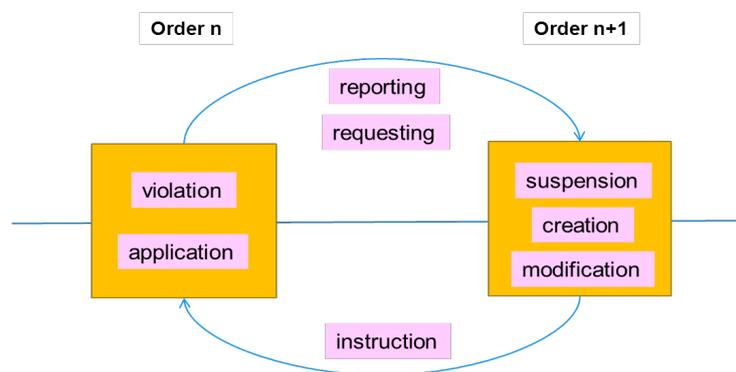 Order n
Order n+1
reporting
requesting
violation
application
suspension
creation
modification
instruction